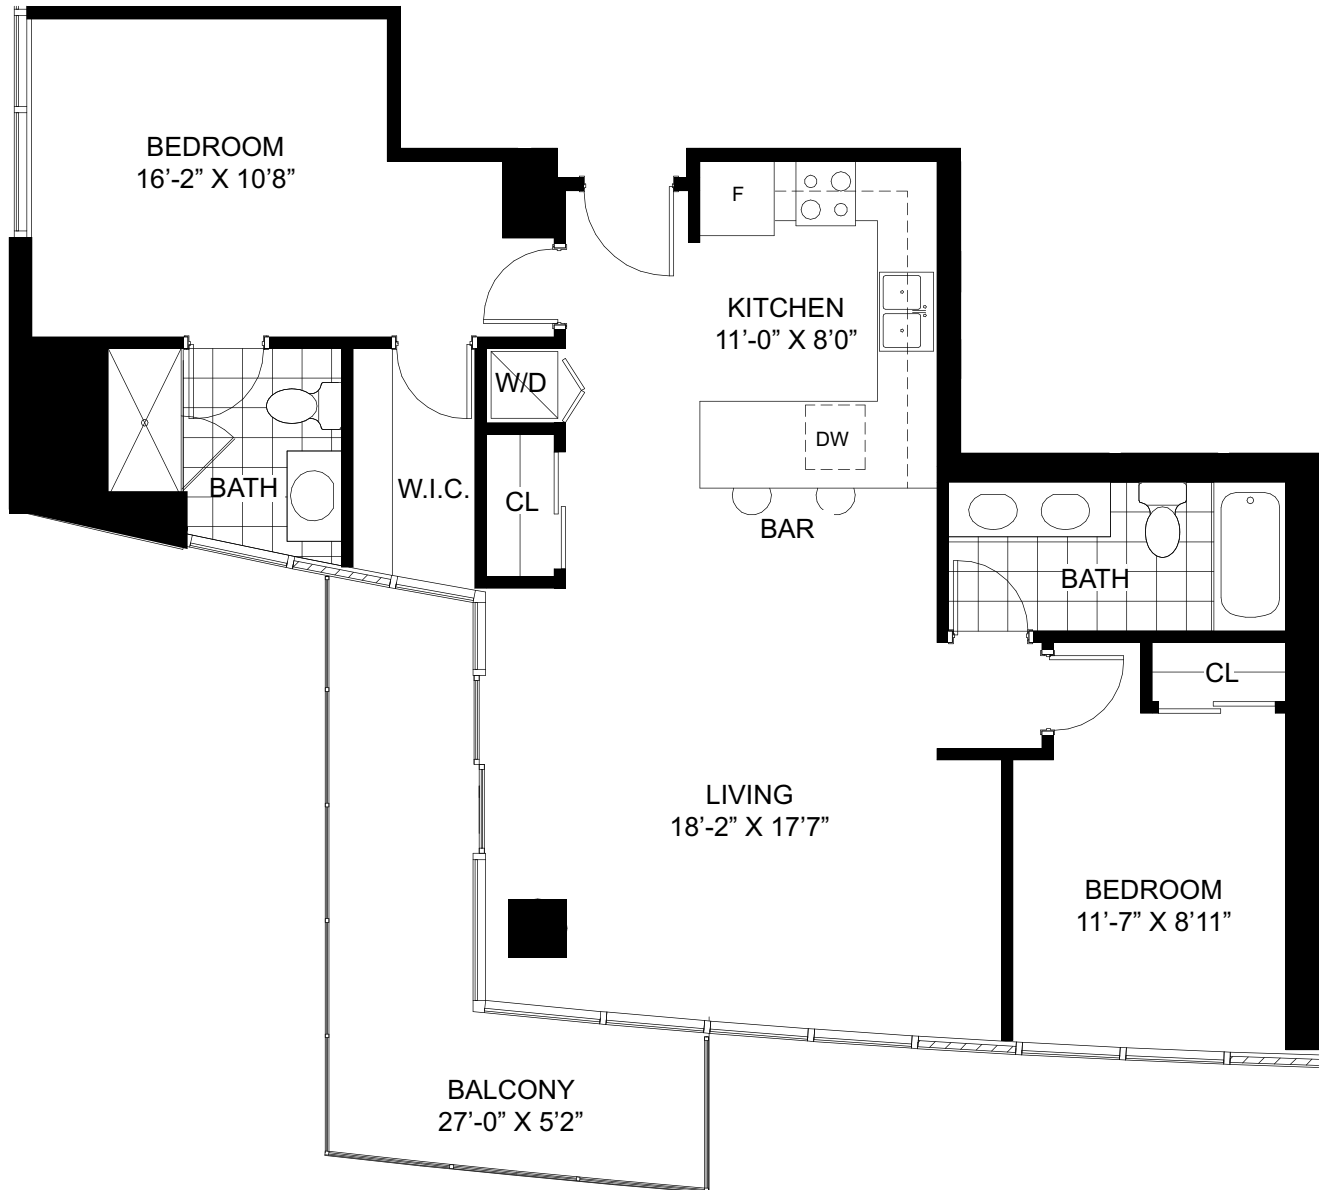 BEDROOM
16’-2” X 10’8”
F
KITCHEN
11’-0” X 8’0”
W/D
DW
BATH
W.I.C.
CL
BAR
BATH
CL
LIVING
18’-2” X 17’7”
BEDROOM
11’-7” X 8’11”
BALCONY
27’-0” X 5’2”